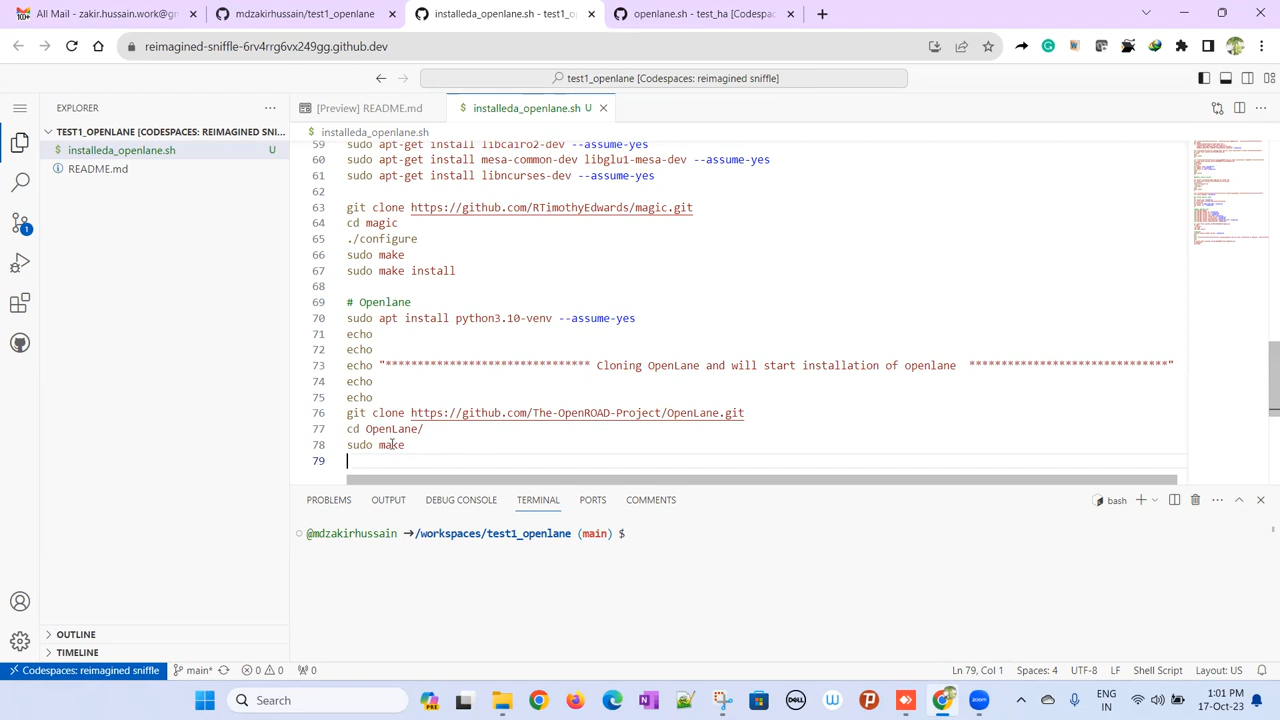 All Mail - zakir.hussain.work@gm
mdzakirhussain/test1_openlane
installeda_openlane.sh - test1_op
openlane.sh - test_ha [Codespac
reimagined-sniffle-6rv4rrg6vx249gg.github.dev
test1_openlane [Codespaces: reimagined sniffle]
EXPLORER
TEST1_OPENLANE [CODESPACES: REIMAGINED SNI...
installeda_openlane.sh U
README.md
OUTLINE
TIMELINE
[Preview] README.md
installeda_openlane.sh U
installeda_openlane.sh
59 sudo apt-get install libcairo2-dev --assume-yes
60 sudo apt-get install mesa-common-dev libglu1-mesa-dev --assume-yes
61 sudo apt-get install libncurses-dev --assume-yes
62
63 git clone https://github.com/RTimothyEdwards/magic.git
64 cd magic
65 ./configure
66 sudo make
67 sudo make install
68
69 # Openlane
70 sudo apt install python3.10-venv --assume-yes
71 echo
72 echo
73 echo "******************************** Cloning OpenLane and will start installation of openlane *******************************"
74 echo
75 echo
76 git clone https://github.com/The-OpenROAD-Project/OpenLane.git
77 cd OpenLane/
78 sudo make
79
PROBLEMS OUTPUT DEBUG CONSOLE TERMINAL PORTS COMMENTS
bash
@mdzakirhussain ➜/workspaces/test1_openlane (main) $
Codespaces: reimagined sniffle main* 0 0 0
Ln 79, Col 1 Spaces: 4 UTF-8 LF Shell Script Layout: US
Search
ENG
IN
1:01 PM
17-Oct-23